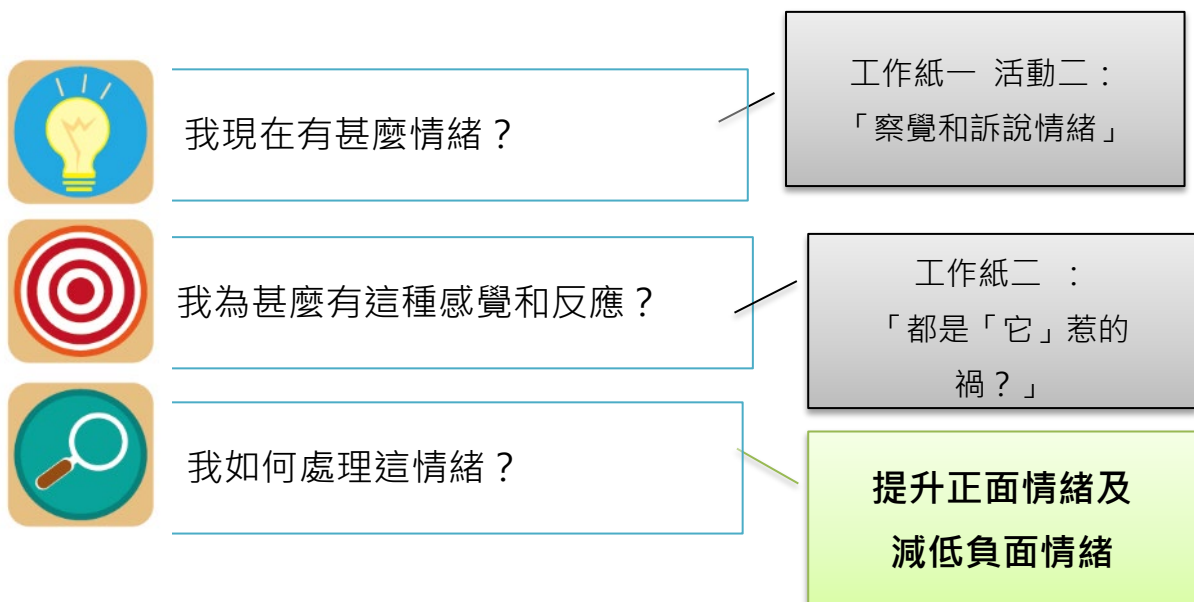 我現在有甚麼情緒？
工作紙一 活動二：
「察覺和訴說情緒」
我為甚麼有這種感覺和反應？
工作紙二 ：
「都是「它」惹的
禍？」
我如何處理這情緒？
提升正面情緒及
減低負面情緒